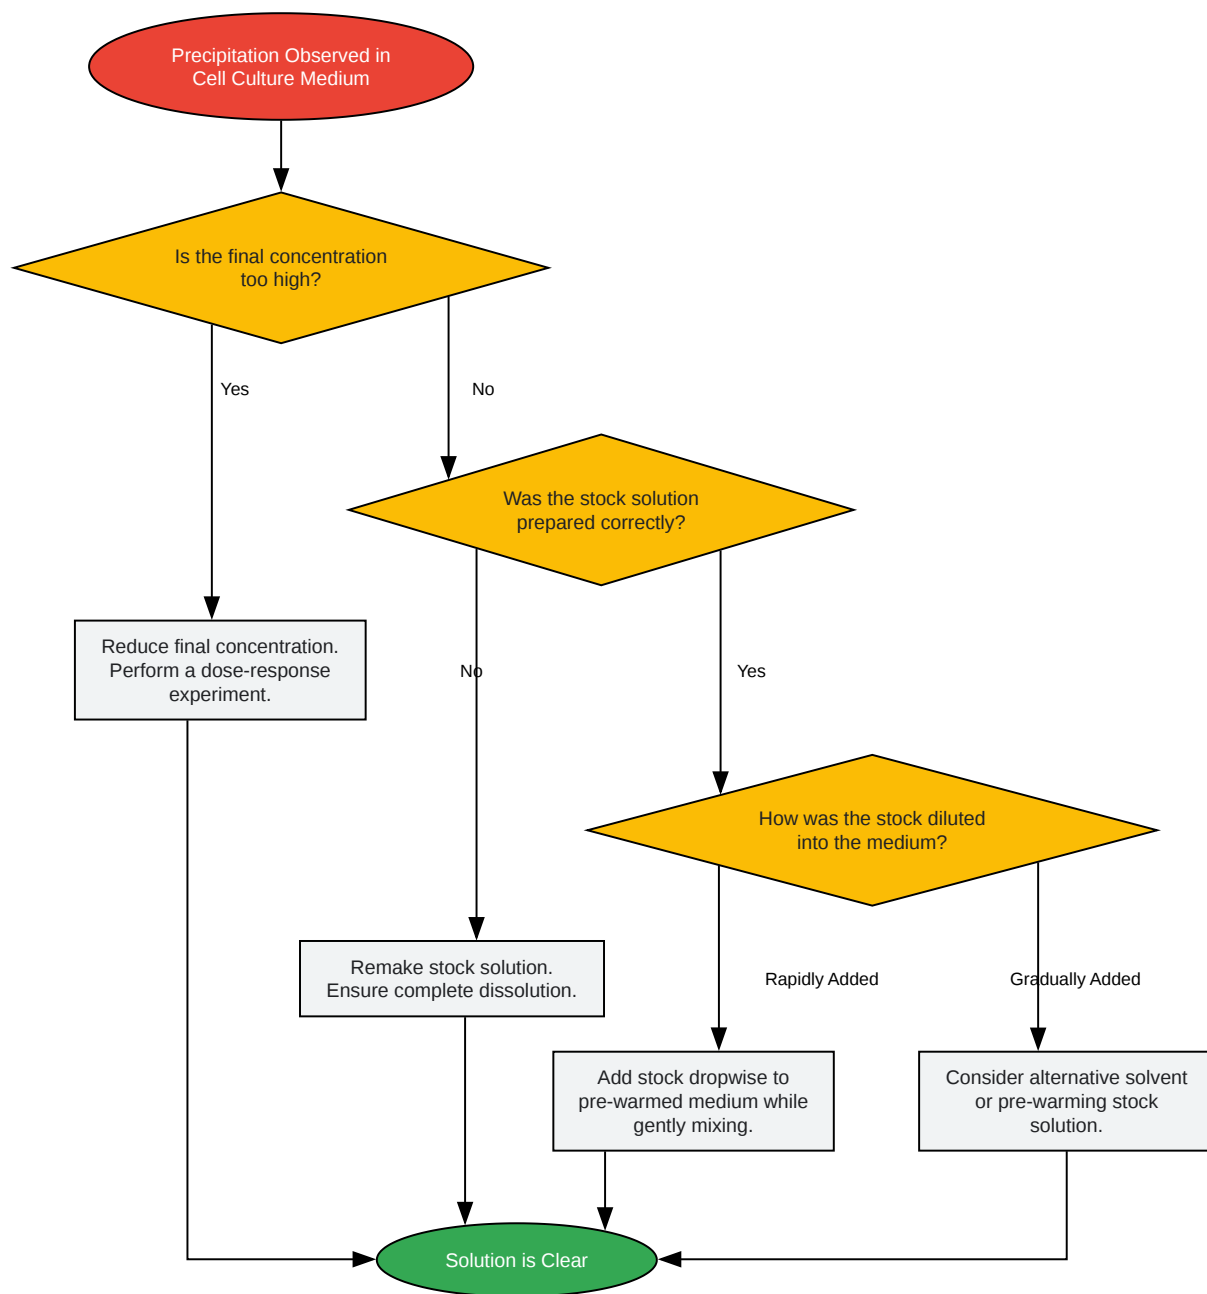 Precipitation Observed in
Cell Culture Medium
Is the final concentration
too high?
Yes
No
Was the stock solution
prepared correctly?
Reduce final concentration.
Perform a dose-response
experiment.
No
Yes
How was the stock diluted
into the medium?
Remake stock solution.
Ensure complete dissolution.
Rapidly Added
Gradually Added
Add stock dropwise to
pre-warmed medium while
gently mixing.
Consider alternative solvent
or pre-warming stock
solution.
Solution is Clear